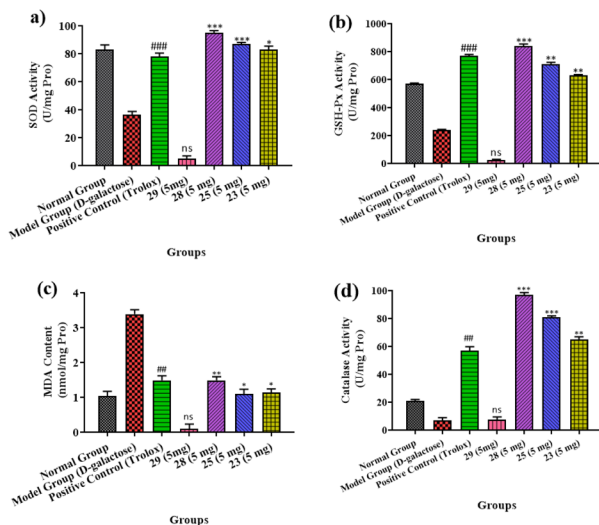 a)
SOD Activity
(U/mg Pro)
100
80
60
40
20
0
###
ns
***
***
*
Normal Group
Model Group (D-galactose)
Positive Control (Trolox)
29 (5mg)
28 (5 mg)
25 (5 mg)
23 (5 mg)
Groups
(b)
GSH-Px Activity
(U/mg Pro)
1000
800
600
400
200
0
###
ns
***
**
**
Normal Group
Model Group (D-galactose)
Positive Control (Trolox)
29 (5mg)
28 (5 mg)
25 (5 mg)
23 (5 mg)
Groups
(c)
MDA Content
(nmol/mg Pro)
4
3
2
1
0
##
ns
**
*
*
Normal Group
Model Group (D-galactose)
Positive Control (Trolox)
29 (5mg)
28 (5 mg)
25 (5 mg)
23 (5 mg)
Groups
(d)
Catalase Activity
(U/mg Pro)
100
80
60
40
20
0
##
ns
***
***
**
Normal Group
Model Group (D-galactose)
Positive Control (Trolox)
29 (5mg)
28 (5 mg)
25 (5 mg)
23 (5 mg)
Groups